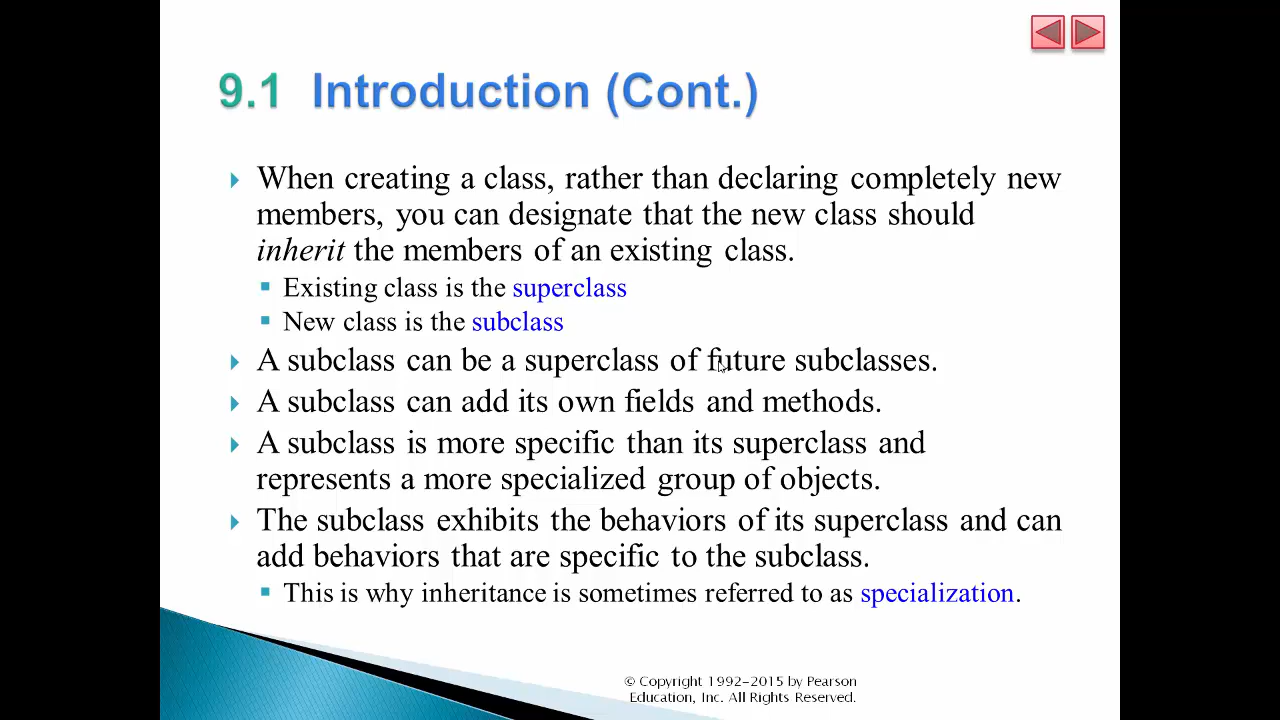 9.1 Introduction (Cont.)
When creating a class, rather than declaring completely new
members, you can designate that the new class should
inherit the members of an existing class.
Existing class is the superclass
New class is the subclass
A subclass can be a superclass of future subclasses.
A subclass can add its own fields and methods.
A subclass is more specific than its superclass and
represents a more specialized group of objects.
The subclass exhibits the behaviors of its superclass and can
add behaviors that are specific to the subclass.
This is why inheritance is sometimes referred to as specialization.
© Copyright 1992–2015 by Pearson
Education, Inc. All Rights Reserved.